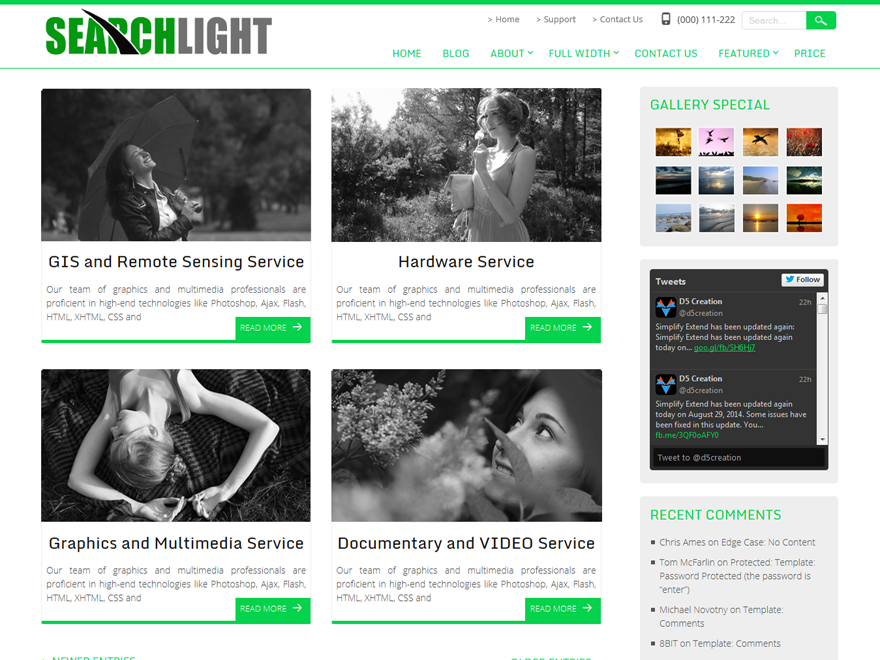 SEARCHLIGHT
> Home > Support > Contact Us (000) 111-222 Search...
HOME BLOG ABOUT FULL WIDTH CONTACT US FEATURED PRICE
GIS and Remote Sensing Service
Our team of graphics and multimedia professionals are
proficient in high-end technologies like Photoshop, Ajax, Flash,
HTML, XHTML, CSS and
READ MORE →
Hardware Service
Our team of graphics and multimedia professionals are
proficient in high-end technologies like Photoshop, Ajax, Flash,
HTML, XHTML, CSS and
READ MORE →
Graphics and Multimedia Service
Our team of graphics and multimedia professionals are
proficient in high-end technologies like Photoshop, Ajax, Flash,
HTML, XHTML, CSS and
READ MORE →
Documentary and VIDEO Service
Our team of graphics and multimedia professionals are
proficient in high-end technologies like Photoshop, Ajax, Flash,
HTML, XHTML, CSS and
READ MORE →
NEWER ENTRIES
OLDER ENTRIES
GALLERY SPECIAL
Tweets
Follow
D5 Creation 22h
@d5creation
Simplify Extend has been updated again:
Simplify Extend has been updated again
today on... goo.gl/fb/SH6Hj7
D5 Creation 22h
@d5creation
Simplify Extend has been updated again
today on August 29, 2014. Some issues have
been fixed in this update. You...
fb.me/3QF0oAFY0
Tweet to @d5creation
RECENT COMMENTS
Chris Ames on Edge Case: No Content
Tom McFarlin on Protected: Template:
Password Protected (the password is
“enter”)
Michael Novotny on Template:
Comments
8BIT on Template: Comments